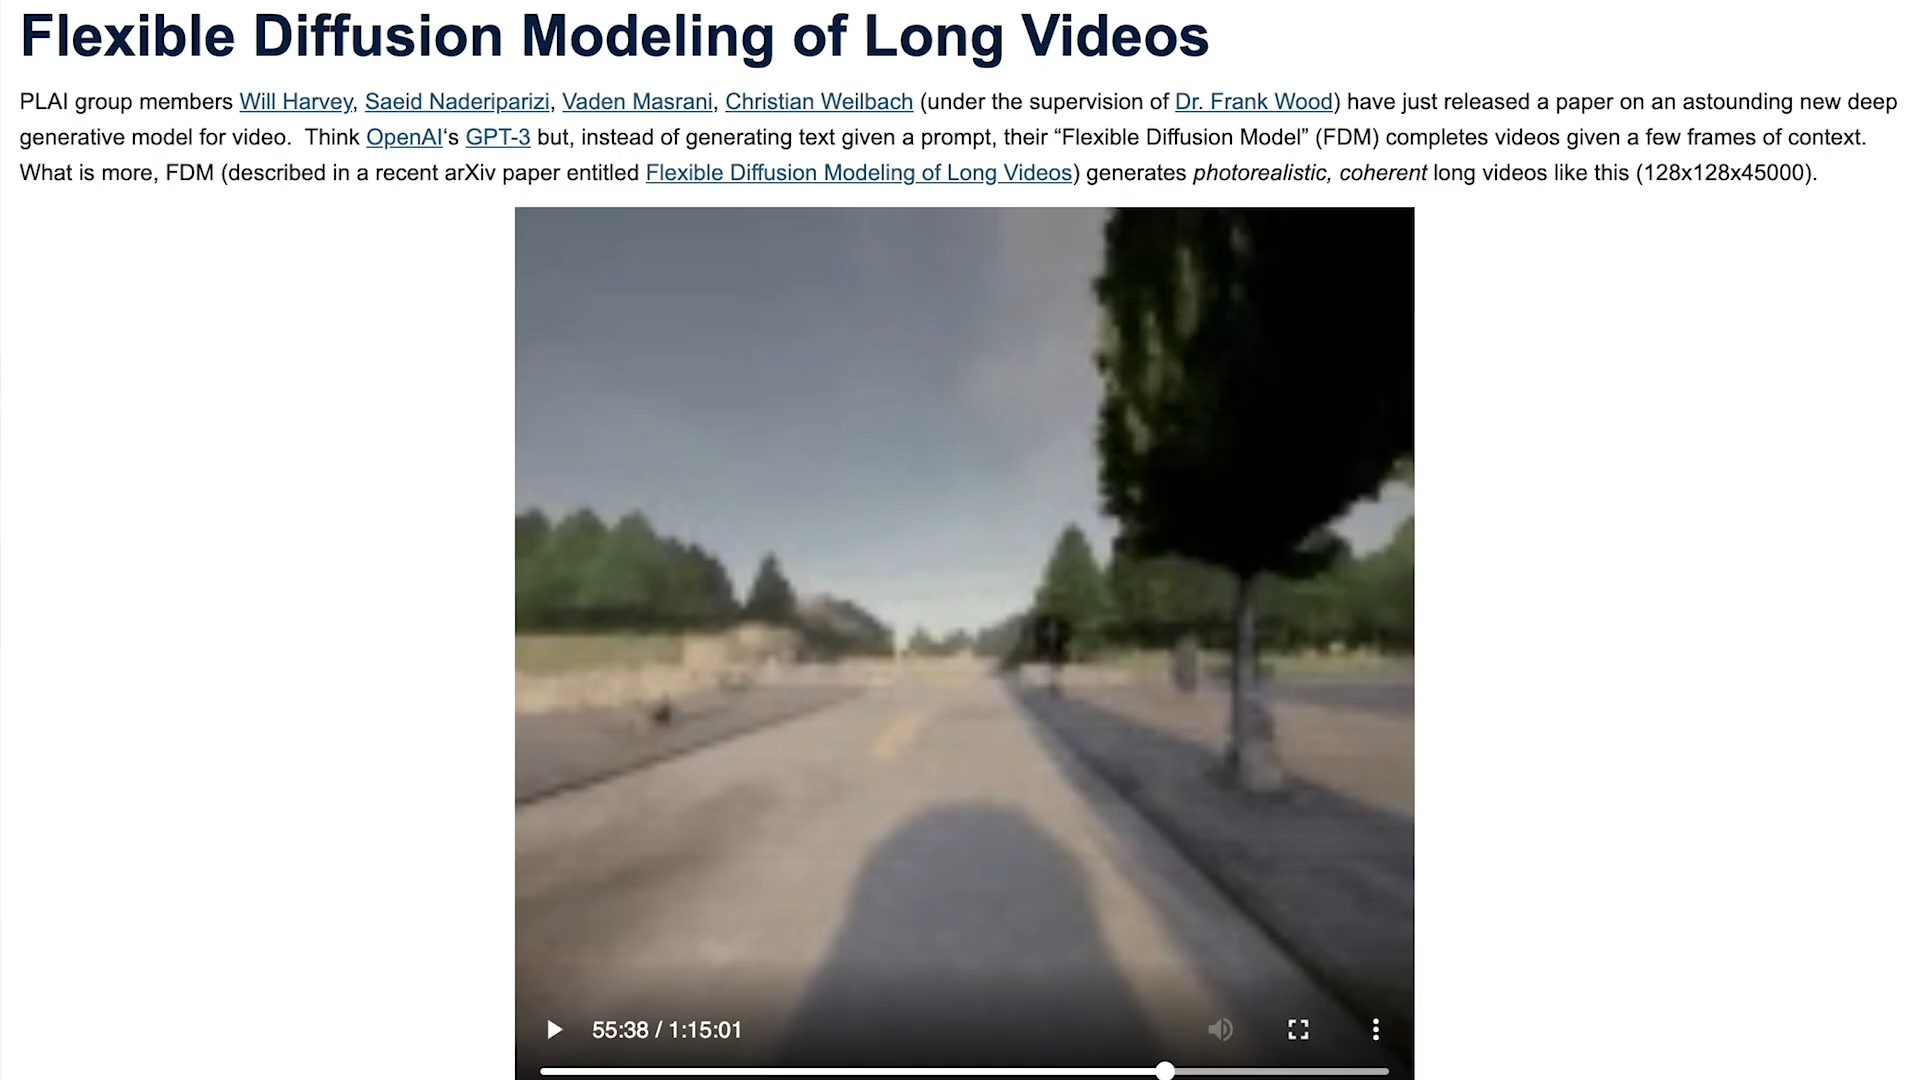 Flexible Diffusion Modeling of Long Videos
PLAI group members Will Harvey, Saeid Naderiparizi, Vaden Masrani, Christian Weilbach (under the supervision of Dr. Frank Wood) have just released a paper on an astounding new deep
generative model for video.  Think OpenAI‘s GPT-3 but, instead of generating text given a prompt, their “Flexible Diffusion Model” (FDM) completes videos given a few frames of context.
What is more, FDM (described in a recent arXiv paper entitled Flexible Diffusion Modeling of Long Videos) generates photorealistic, coherent long videos like this (128x128x45000).
55:38 / 1:15:01